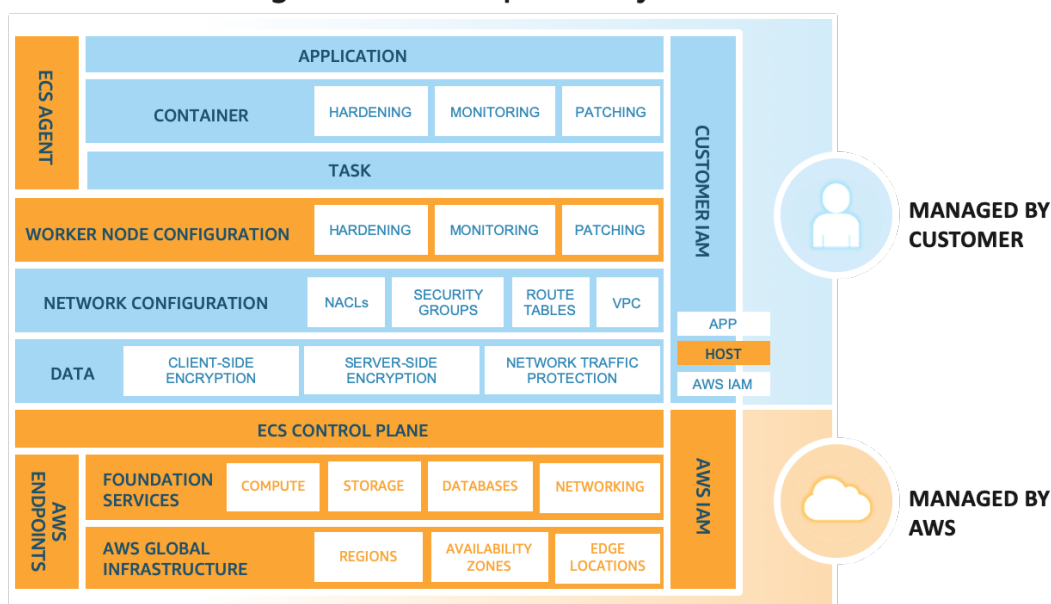 ECS AGENT
APPLICATION
CONTAINER
HARDENING
MONITORING
PATCHING
TASK
WORKER NODE CONFIGURATION
HARDENING
MONITORING
PATCHING
NETWORK CONFIGURATION
NACLs
SECURITY
GROUPS
ROUTE
TABLES
VPC
DATA
CLIENT-SIDE
ENCRYPTION
SERVER-SIDE
ENCRYPTION
NETWORK TRAFFIC
PROTECTION
CUSTOMER IAM
APP
HOST
AWS IAM
MANAGED BY
CUSTOMER
ECS CONTROL PLANE
AWS
ENDPOINTS
FOUNDATION
SERVICES
COMPUTE
STORAGE
DATABASES
NETWORKING
AWS GLOBAL
INFRASTRUCTURE
REGIONS
AVAILABILITY
ZONES
EDGE
LOCATIONS
AWS IAM
MANAGED BY
AWS